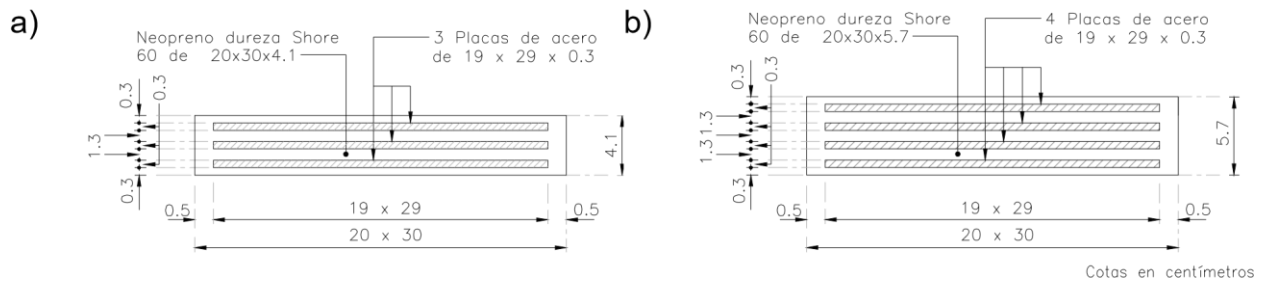 a)
Neopreno dureza Shore
60 de 20x30x4.1
3 Placas de acero
de 19 x 29 x 0.3
0.3
0.3
1.3
0.3
4.1
0.5
19 x 29
0.5
20 x 30
b)
Neopreno dureza Shore
60 de 20x30x5.7
4 Placas de acero
de 19 x 29 x 0.3
0.3
0.3
1.3
1.3
0.3
5.7
0.5
19 x 29
0.5
20 x 30
Cotas en centímetros